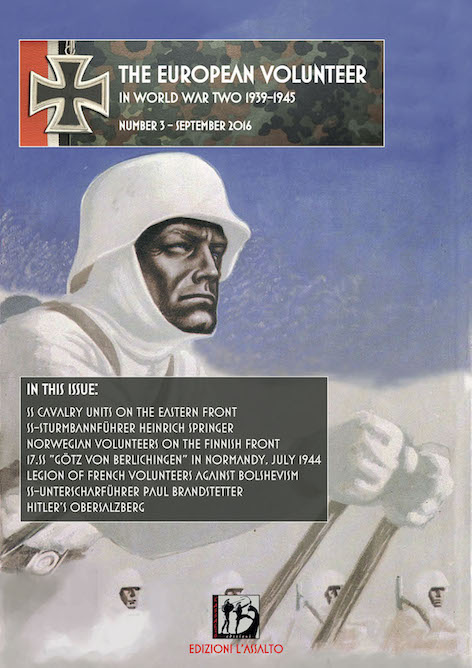 THE EUROPEAN VOLUNTEER
IN WORLD WAR TWO 1939-1945
NUMBER 3 - SEPTEMBER 2016
IN THIS ISSUE:
SS CAVALRY UNITS ON THE EASTERN FRONT
SS-STURMBANNFÜHRER HEINRICH SPRINGER
NORWEGIAN VOLUNTEERS ON THE FINNISH FRONT
17.SS "GÖTZ VON BERLICHINGEN" IN NORMANDY, JULY 1944
LEGION OF FRENCH VOLUNTEERS AGAINST BOLSHEVISM
SS-UNTERSCHARFÜHRER PAUL BRANDSTETTER
HITLER'S OBERSALZBERG
EDIZIONI L'ASSALTO